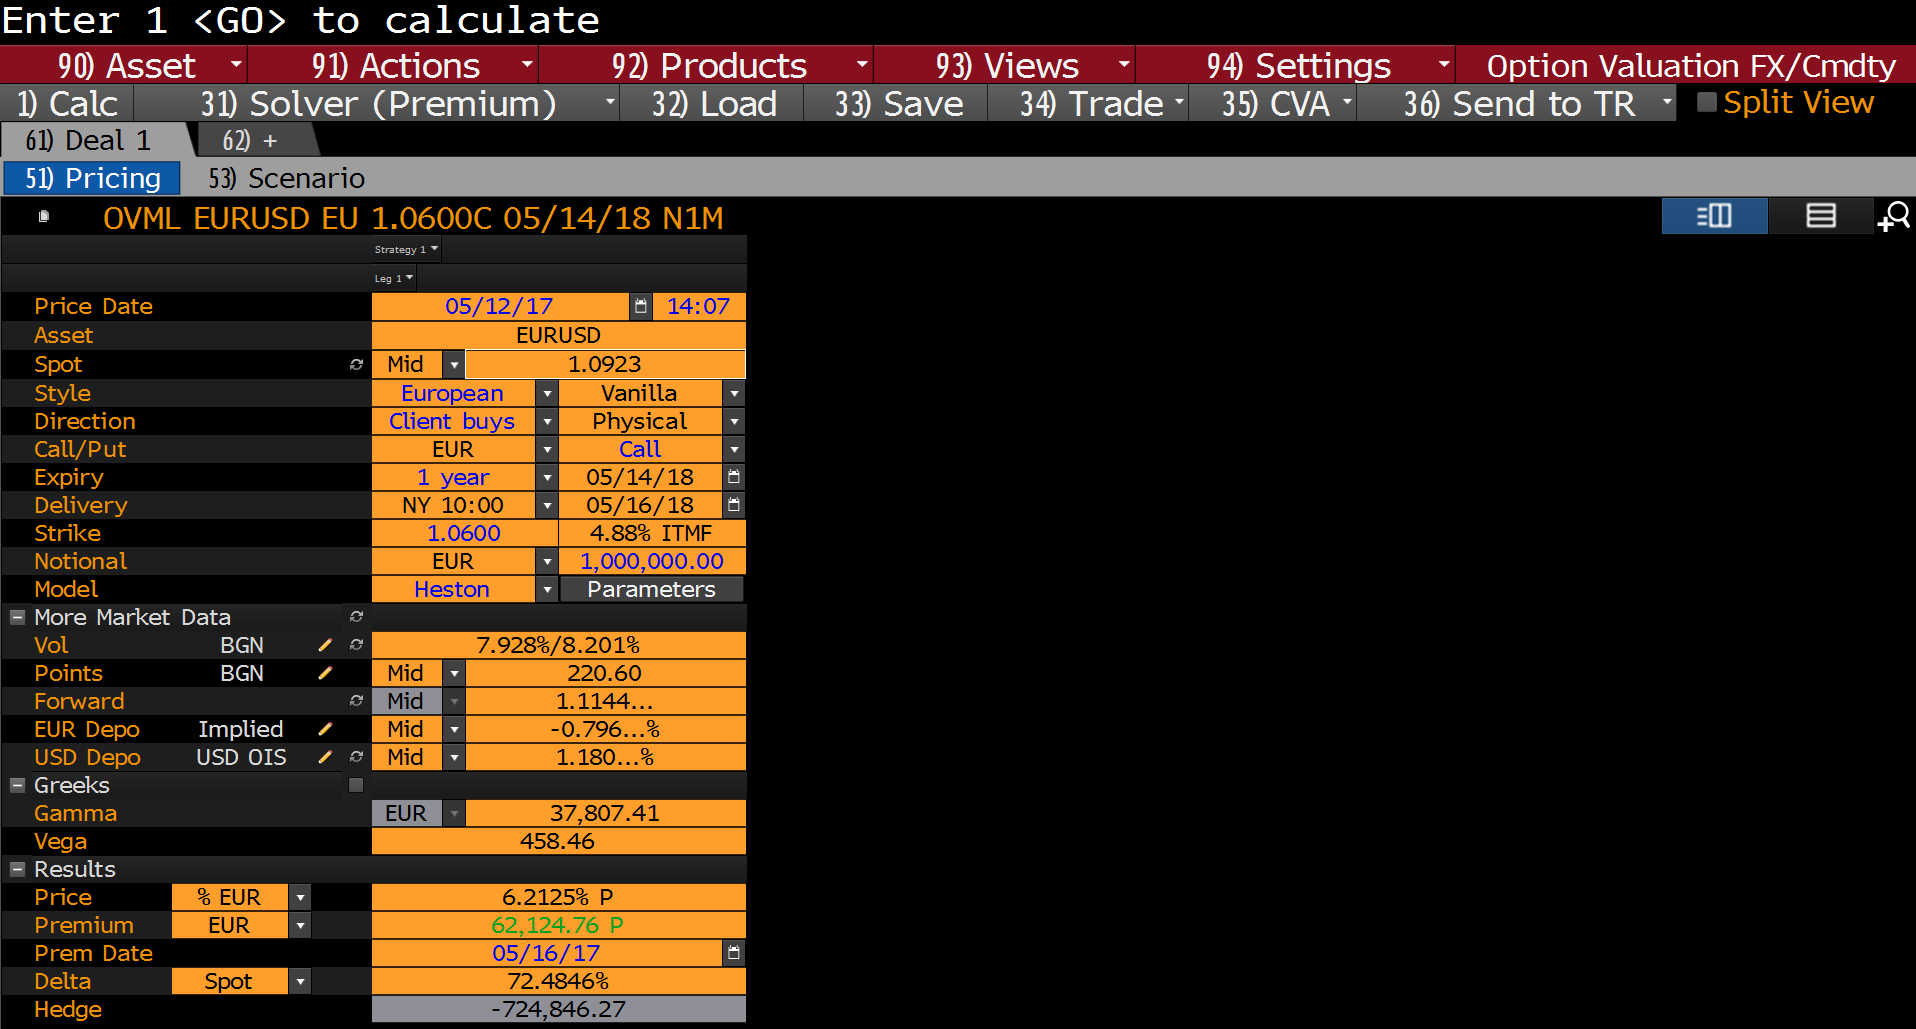 Enter 1 <GO> to calculate
90) Asset 91) Actions 92) Products 93) Views 94) Settings Option Valuation FX/Cmdty
1) Calc 31) Solver (Premium) 32) Load 33) Save 34) Trade 35) CVA 36) Send to TR Split View
61) Deal 1 62) +
51) Pricing 53) Scenario
OVML EURUSD EU 1.0600C 05/14/18 N1M
Strategy 1
Leg 1
Price Date 05/12/17 14:07
Asset EURUSD
Spot Mid 1.0923
Style European Vanilla
Direction Client buys Physical
Call/Put EUR Call
Expiry 1 year 05/14/18
Delivery NY 10:00 05/16/18
Strike 1.0600 4.88% ITMF
Notional EUR 1,000,000.00
Model Heston Parameters
More Market Data
Vol BGN 7.928%/8.201%
Points BGN Mid 220.60
Forward Mid 1.1144...
EUR Depo Implied Mid -0.796...%
USD Depo USD OIS Mid 1.180...%
Greeks
Gamma EUR 37,807.41
Vega 458.46
Results
Price % EUR 6.2125% P
Premium EUR 62,124.76 P
Prem Date 05/16/17
Delta Spot 72.4846%
Hedge -724,846.27